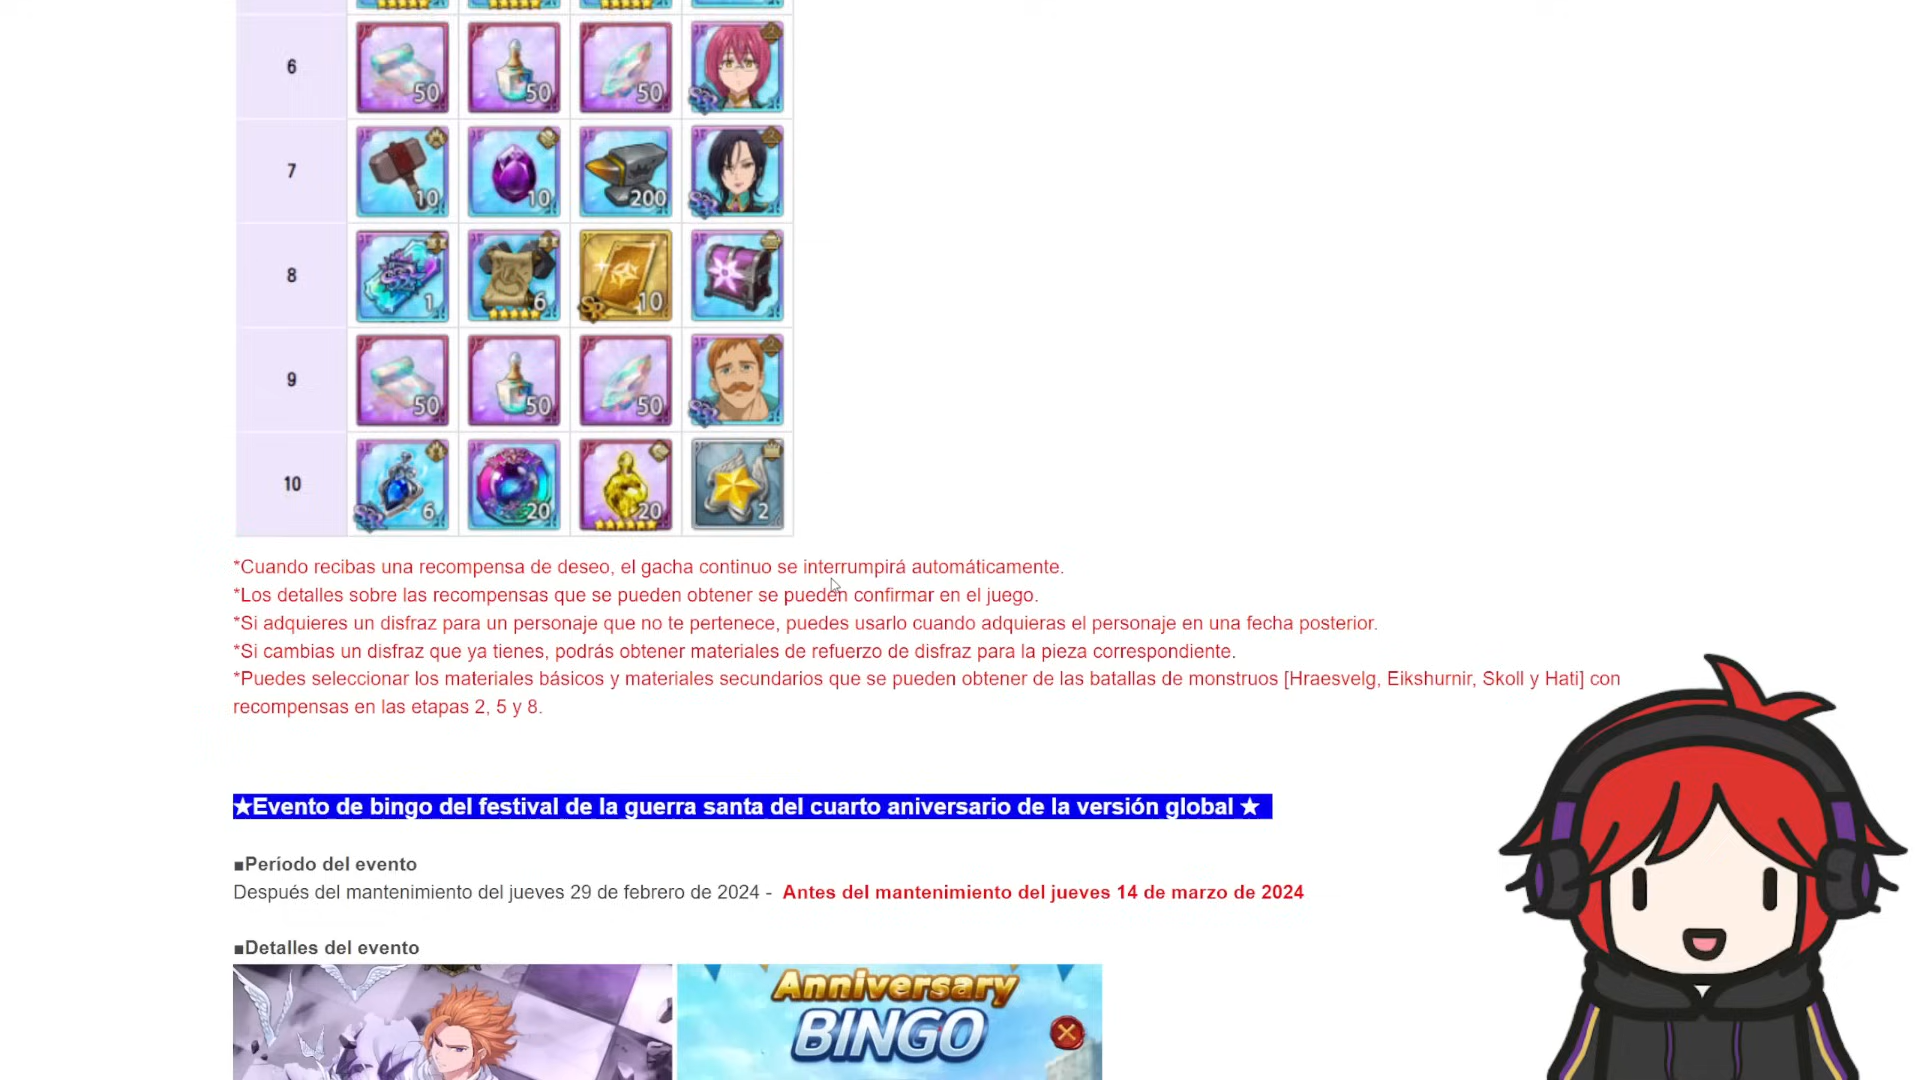 6 50 50 50 SSR
7 10 10 200 SSR
8 SSR 1 6 SR 10
9 50 50 50 SSR
10 SSR 6 20 20 2
*Cuando recibas una recompensa de deseo, el gacha continuo se interrumpirá automáticamente.
*Los detalles sobre las recompensas que se pueden obtener se pueden confirmar en el juego.
*Si adquieres un disfraz para un personaje que no te pertenece, puedes usarlo cuando adquieras el personaje en una fecha posterior.
*Si cambias un disfraz que ya tienes, podrás obtener materiales de refuerzo de disfraz para la pieza correspondiente.
*Puedes seleccionar los materiales básicos y materiales secundarios que se pueden obtener de las batallas de monstruos [Hraesvelg, Eikshurnir, Skoll y Hati] con
recompensas en las etapas 2, 5 y 8.
★Evento de bingo del festival de la guerra santa del cuarto aniversario de la versión global ★
■Período del evento
Después del mantenimiento del jueves 29 de febrero de 2024 - Antes del mantenimiento del jueves 14 de marzo de 2024
■Detalles del evento
Anniversary
BINGO